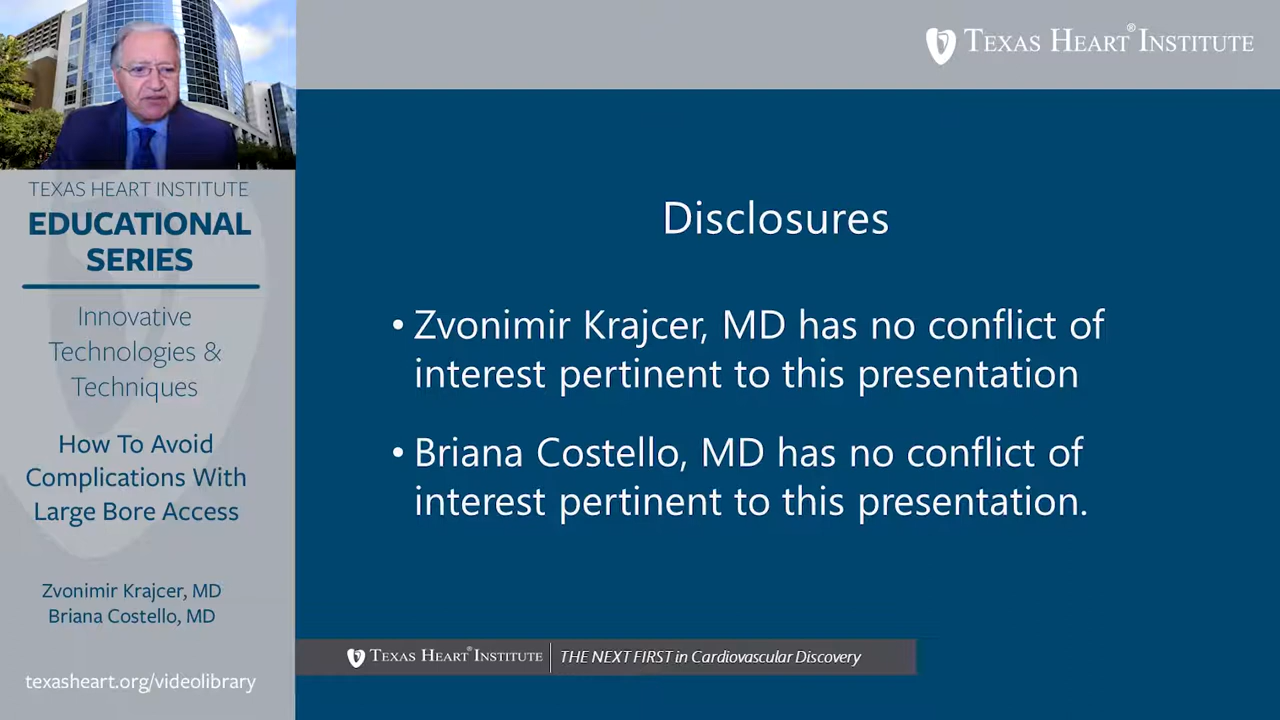 TEXAS HEART® INSTITUTE
TEXAS HEART INSTITUTE
EDUCATIONAL
SERIES
Innovative
Technologies &
Techniques
How To Avoid
Complications With
Large Bore Access
Zvonimir Krajcer, MD
Briana Costello, MD
texasheart.org/videolibrary
Disclosures
• Zvonimir Krajcer, MD has no conflict of
interest pertinent to this presentation
• Briana Costello, MD has no conflict of
interest pertinent to this presentation.
TEXAS HEART® INSTITUTE THE NEXT FIRST in Cardiovascular Discovery